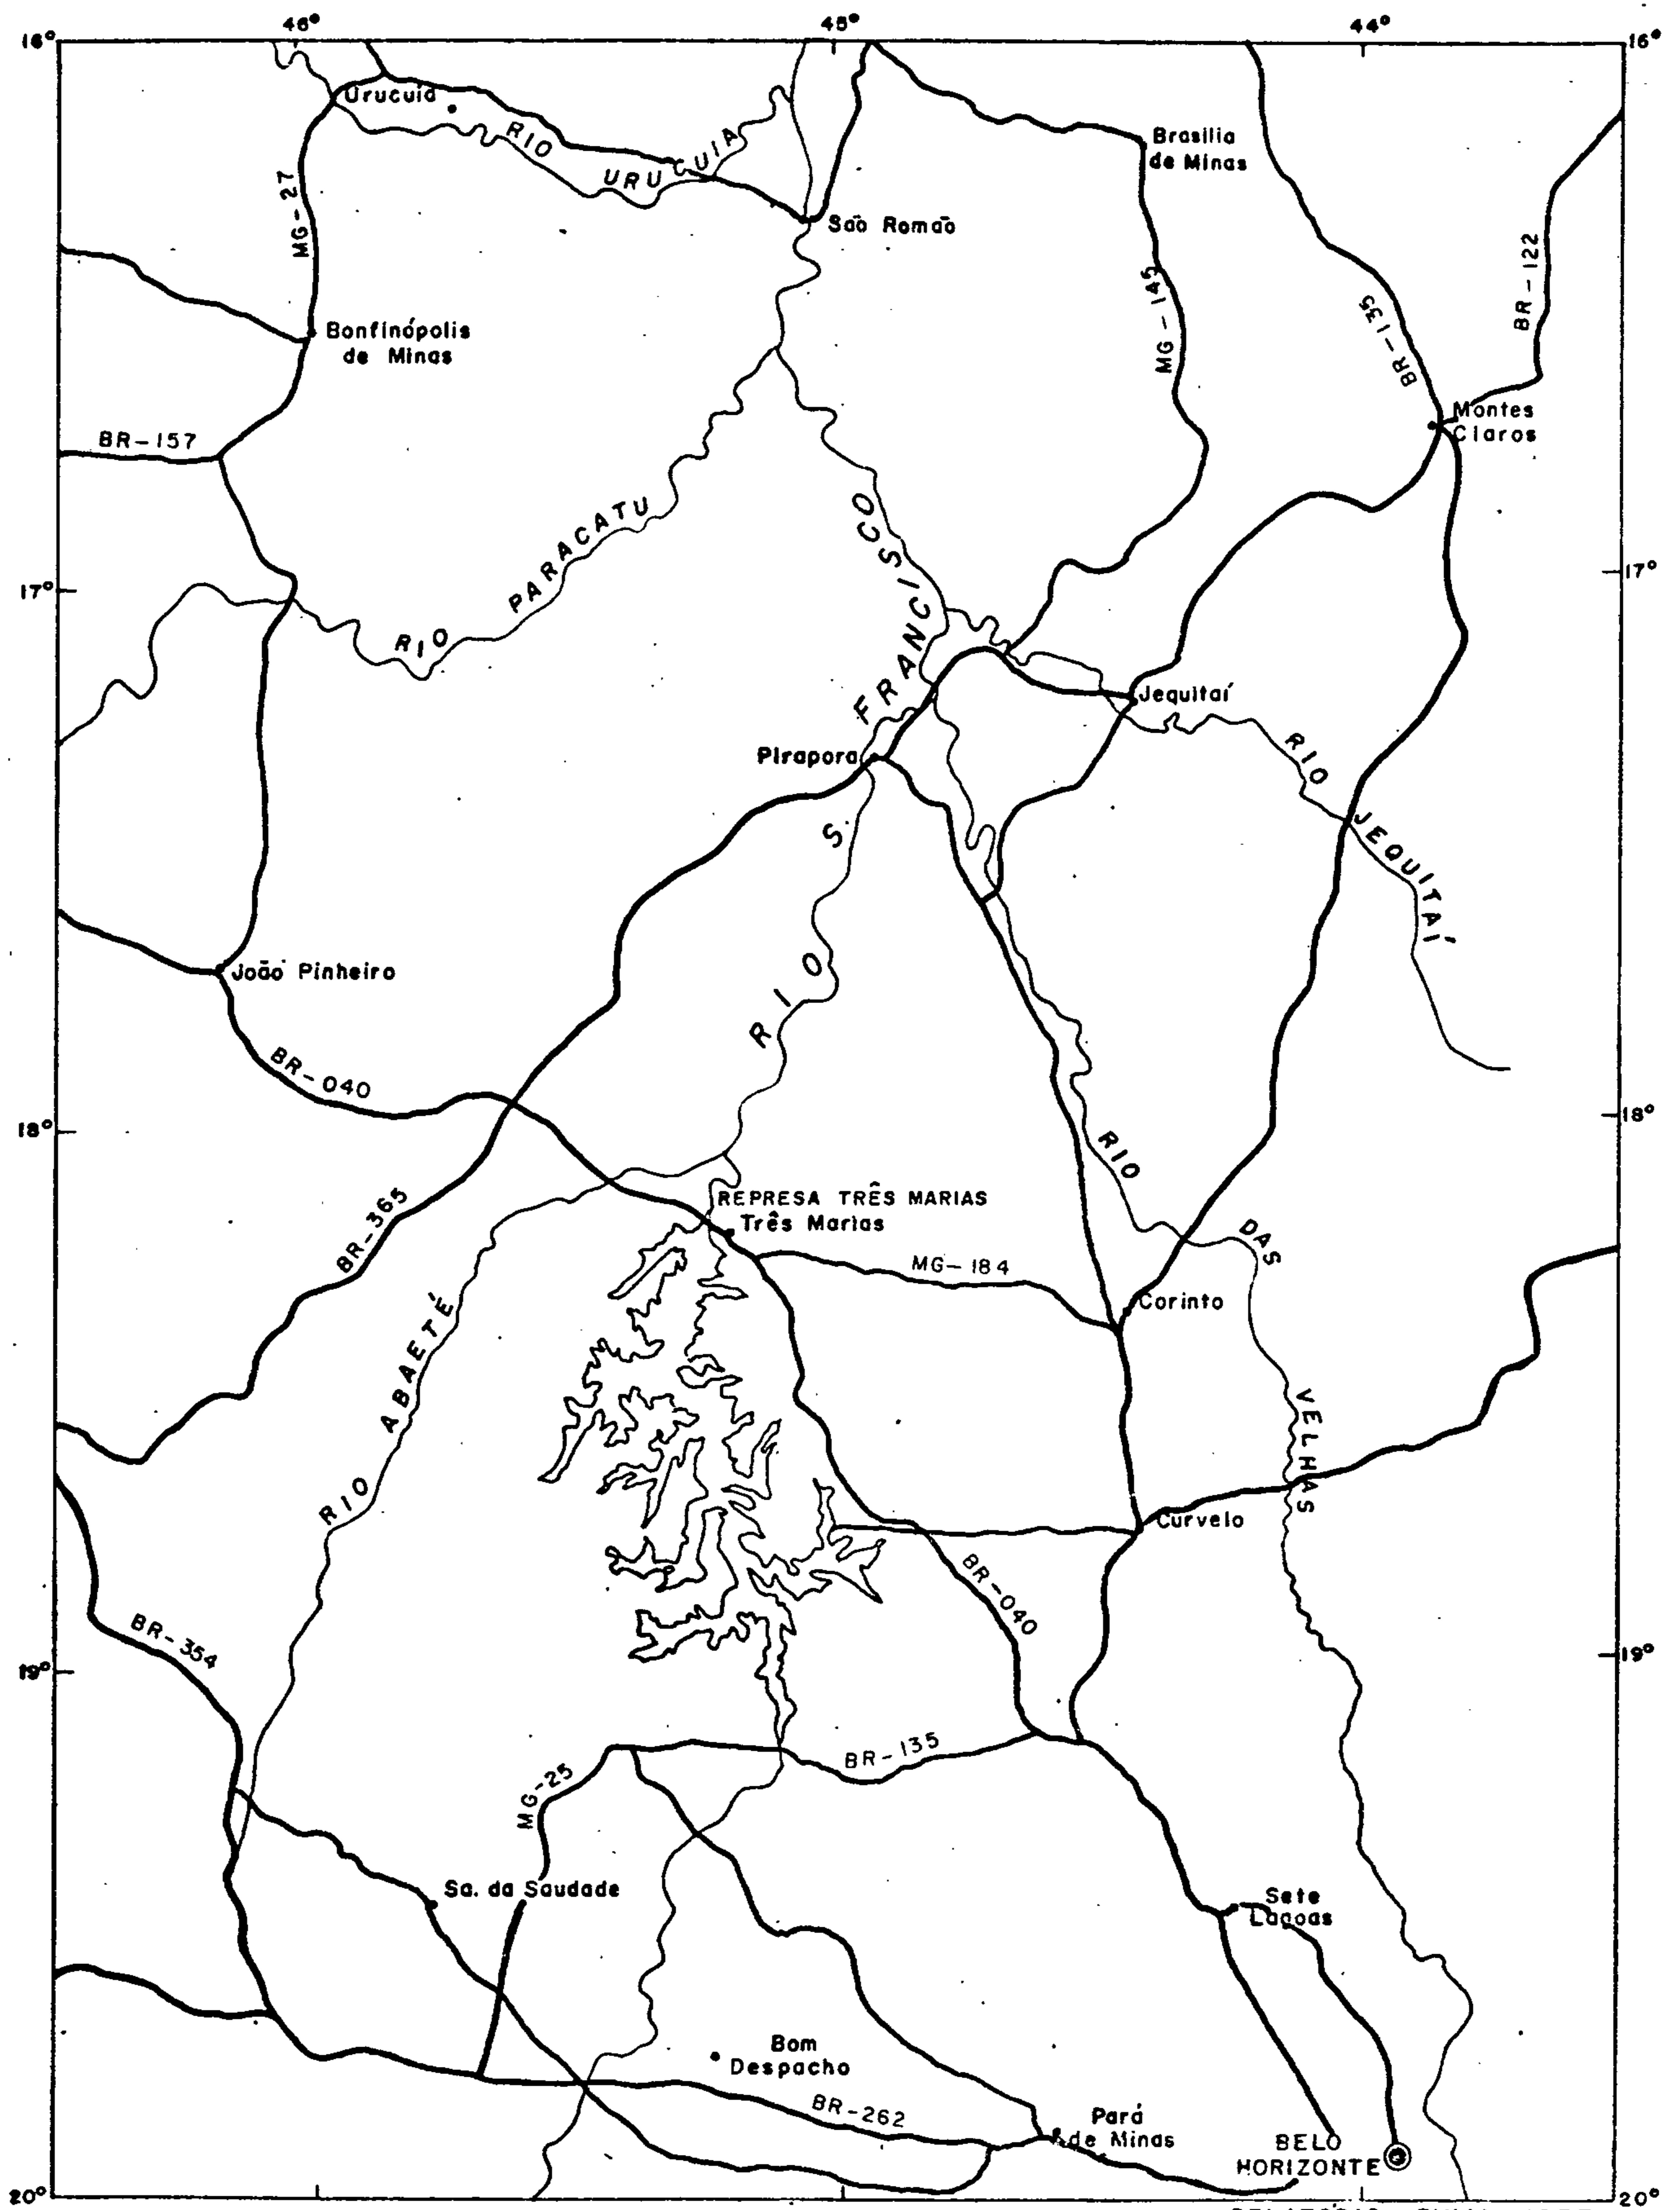 46°
45°
44°
16°
16°
Urucuia
RIO
URUCUIA
Brasília
de Minas
MG-27
São Romão
MG-145
BR-135
BR-122
Bonfinópolis
de Minas
Montes
Claros
BR-157
RIO PARACATU
17°
17°
RIO S. FRANCISCO
Jequitaí
Pirapora
RIO JEQUITAÍ
João Pinheiro
BR-040
18°
18°
RIO DAS VELHAS
REPRESA TRÊS MARIAS
Três Marias
BR-365
MG-184
Corinto
RIO ABAETÉ
Curvelo
BR-040
BR-354
19°
19°
BR-135
MG-25
Sa. da Saudade
Sete
Lagoas
Bom
Despacho
BR-262
Pará
de Minas
BELO
HORIZONTE
20°
20°